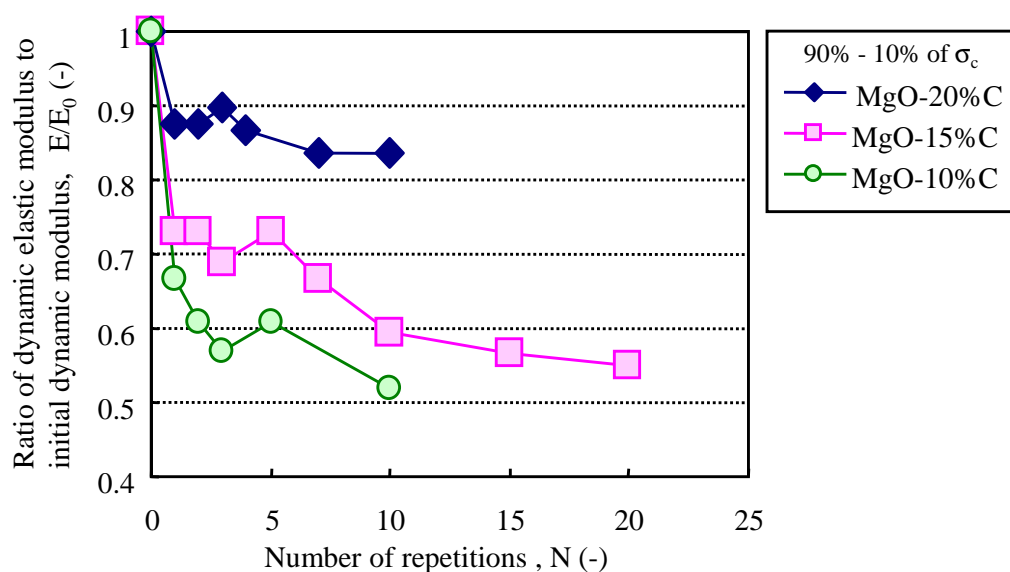 Ratio of dynamic elastic modulus to
initial dynamic modulus, E/E₀ (-)
1
0.9
0.8
0.7
0.6
0.5
0.4
0 5 10 15 20 25
Number of repetitions , N (-)
90% - 10% of σc
MgO-20%C
MgO-15%C
MgO-10%C